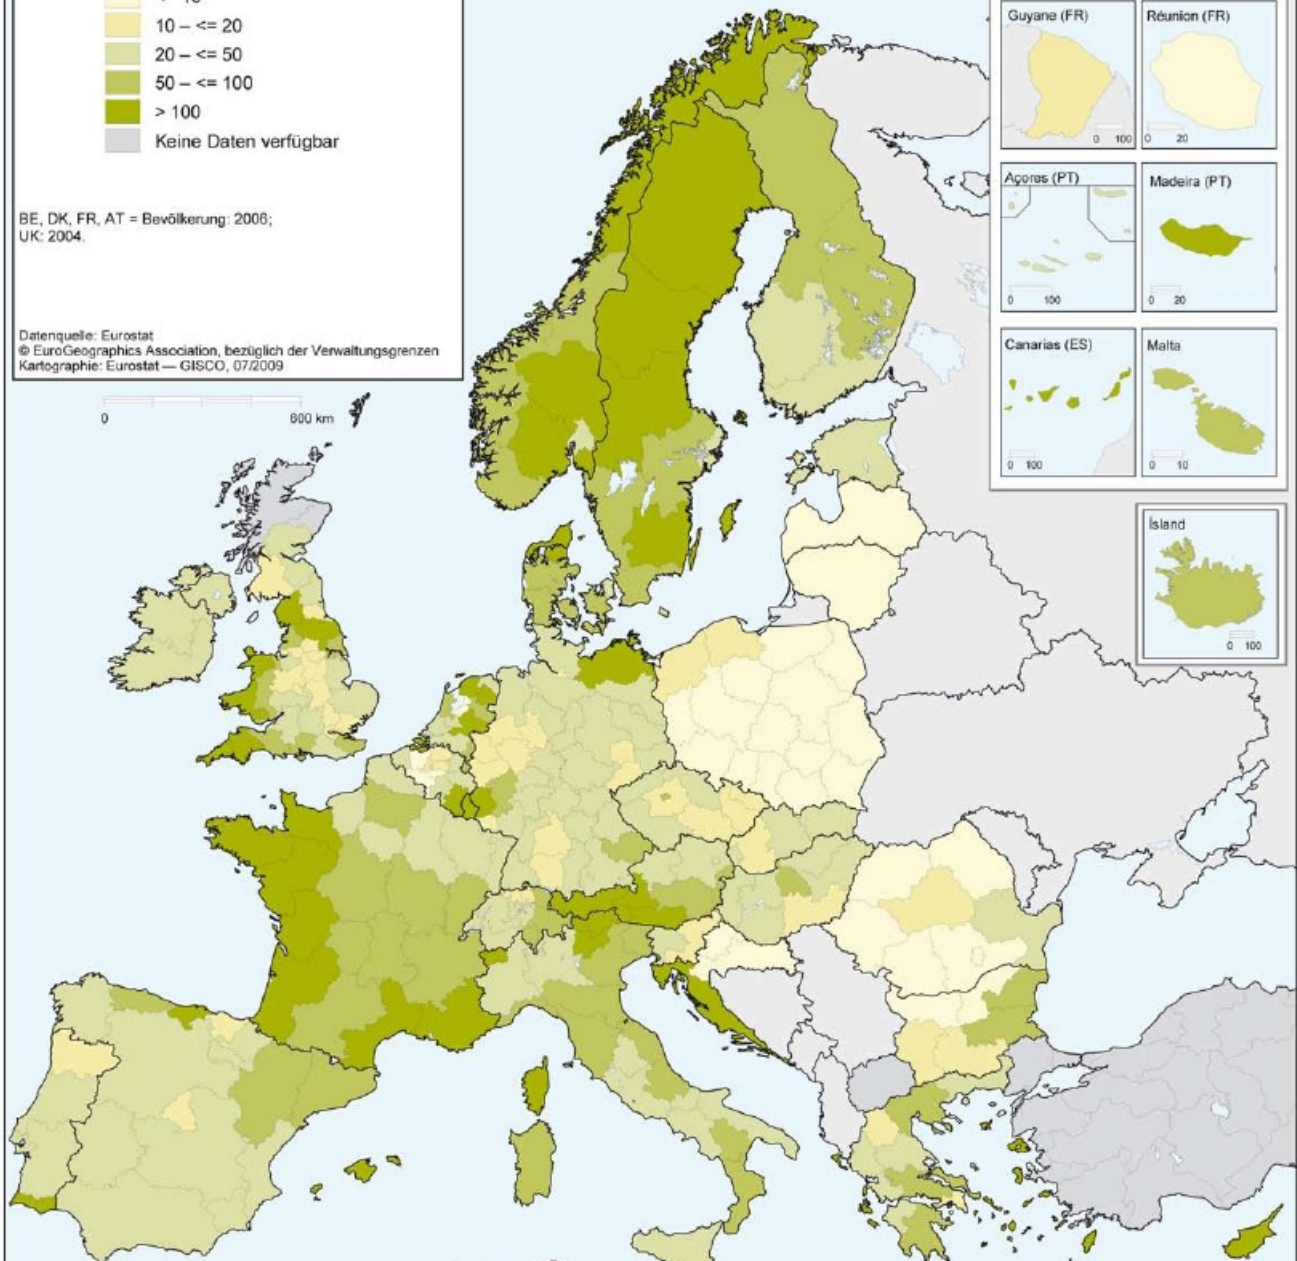 10 – <= 20
20 – <= 50
50 – <= 100
> 100
Keine Daten verfügbar
BE, DK, FR, AT = Bevölkerung: 2006;
UK: 2004.
Datenquelle: Eurostat
© EuroGeographics Association, bezüglich der Verwaltungsgrenzen
Kartographie: Eurostat — GISCO, 07/2009
0 600 km
Guyane (FR)
0 100
Réunion (FR)
0 20
Açores (PT)
0 100
Madeira (PT)
0 20
Canarias (ES)
0 100
Malta
0 10
Ísland
0 100